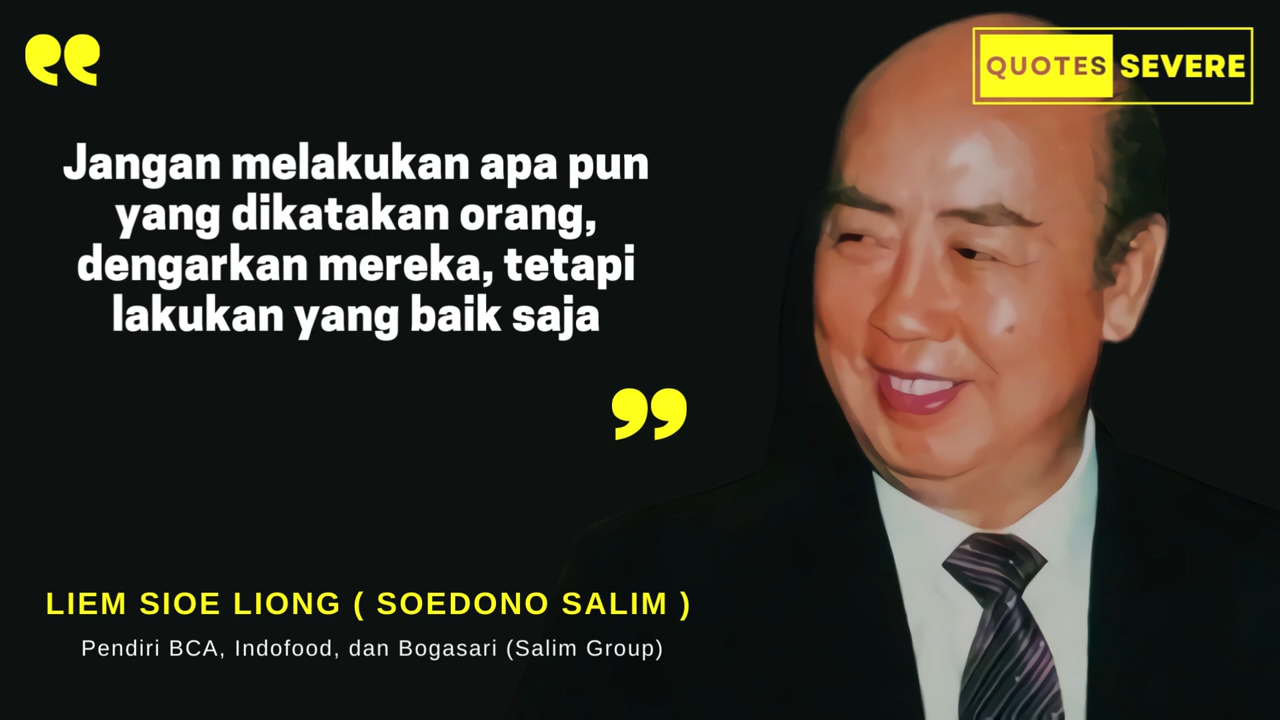 QUOTES SEVERE
Jangan melakukan apa pun
yang dikatakan orang,
dengarkan mereka, tetapi
lakukan yang baik saja
LIEM SIOE LIONG ( SOEDONO SALIM )
Pendiri BCA, Indofood, dan Bogasari (Salim Group)